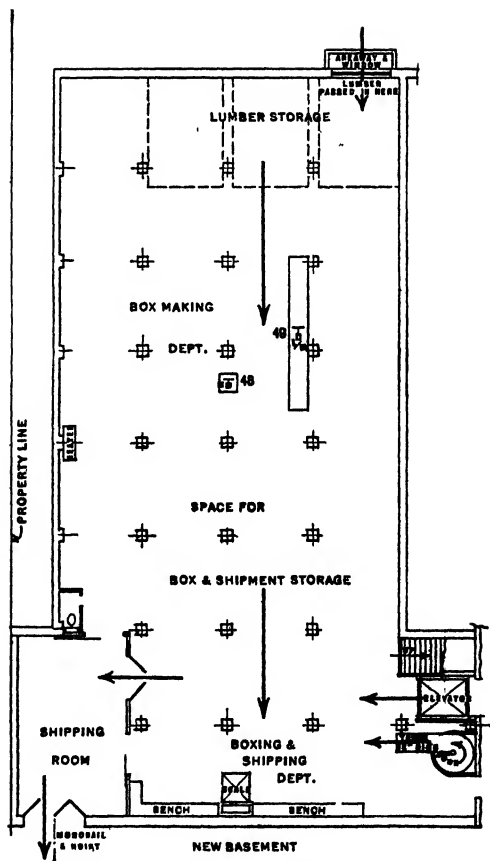 AREAWAY &
WINDOW
LUMBER
PASSED IN HERE
LUMBER STORAGE
BOX MAKING
DEPT.
49
48
PROPERTY LINE
SPACE FOR
BOX & SHIPMENT STORAGE
UP
ELEVATOR
SHIPPING
ROOM
BOXING &
SHIPPING
DEPT.
SCALE
BENCH
BENCH
MONORAIL
& HOIST
NEW BASEMENT